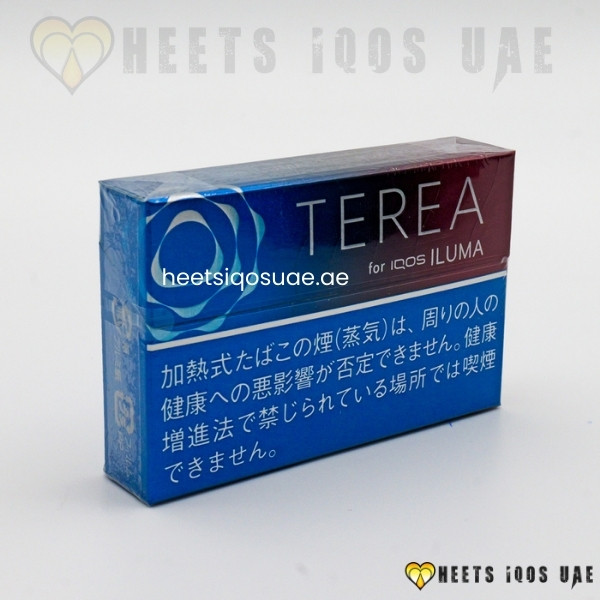 HEETS iQOS UAE
TEREA
for IQOS ILUMA
heetsiqosuae.ae
加熱式たばこの煙(蒸気)は、周りの人の
健康への悪影響が否定できません。健康
増進法で禁じられている場所では喫煙
できません。
HEETS iQOS UAE